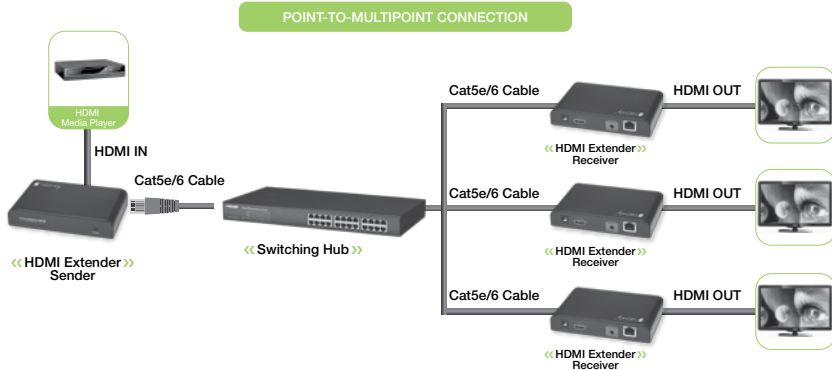 POINT-TO-MULTIPOINT CONNECTION
HDMI
Media Player
HDMI IN
Cat5e/6 Cable
‹‹ HDMI Extender ››
Sender
‹‹ Switching Hub ››
Cat5e/6 Cable
HDMI OUT
‹‹ HDMI Extender ››
Receiver
Cat5e/6 Cable
HDMI OUT
‹‹ HDMI Extender ››
Receiver
Cat5e/6 Cable
HDMI OUT
‹‹ HDMI Extender ››
Receiver